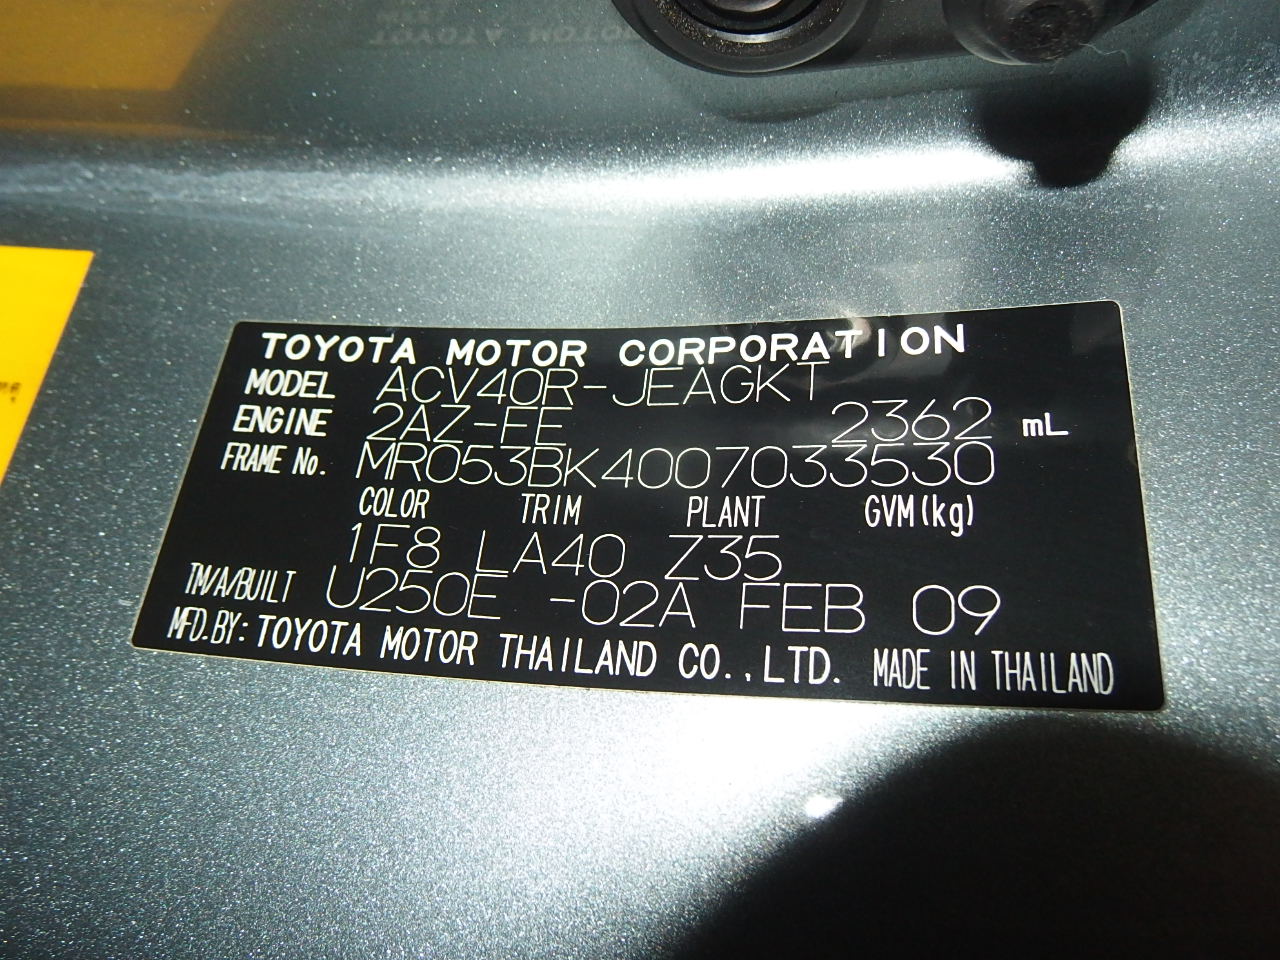 TOYOTA MOTOR CORPORATION
MODEL ACV40R-JEAGKT
ENGINE 2AZ-FE 2362 mL
FRAME No. MR053BK4007033530
COLOR TRIM PLANT GVM(kg)
1F8 LA40 Z35
TM/A/BUILT U250E -02A FEB 09
MFD.BY: TOYOTA MOTOR THAILAND CO.,LTD. MADE IN THAILAND